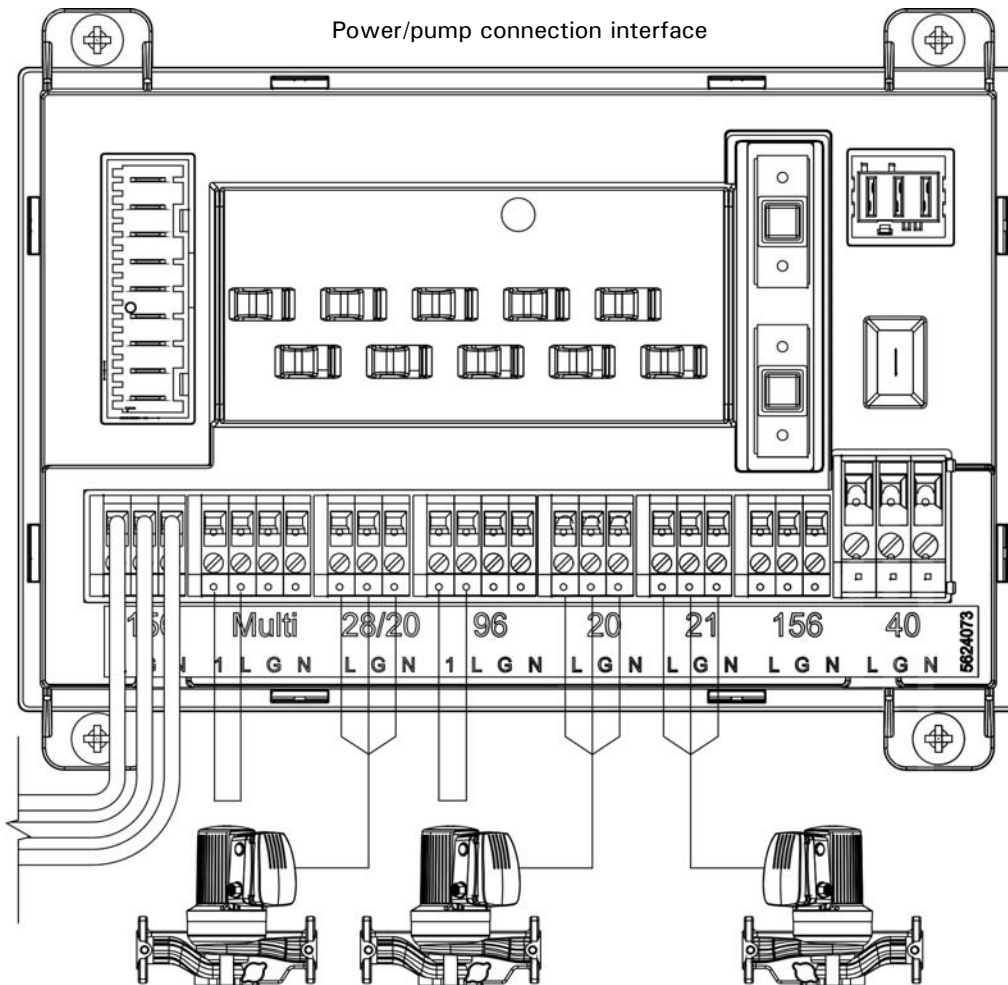 Power/pump connection interface
Multi 28/20 96 20 21 156 40
1 L G N L G N 1 L G N L G N L G N L G N L G N
5624073